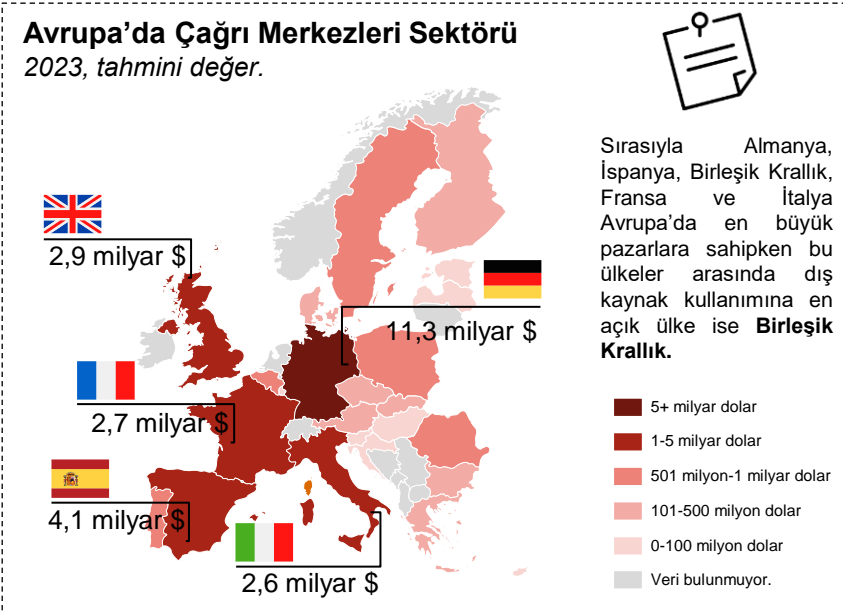 Avrupa’da Çağrı Merkezleri Sektörü
2023, tahmini değer.
2,9 milyar $
11,3 milyar $
2,7 milyar $
4,1 milyar $
2,6 milyar $
Sırasıyla Almanya,
İspanya, Birleşik Krallık,
Fransa ve İtalya
Avrupa’da en büyük
pazarlara sahipken bu
ülkeler arasında dış
kaynak kullanımına en
açık ülke ise Birleşik
Krallık.
5+ milyar dolar
1-5 milyar dolar
501 milyon-1 milyar dolar
101-500 milyon dolar
0-100 milyon dolar
Veri bulunmuyor.